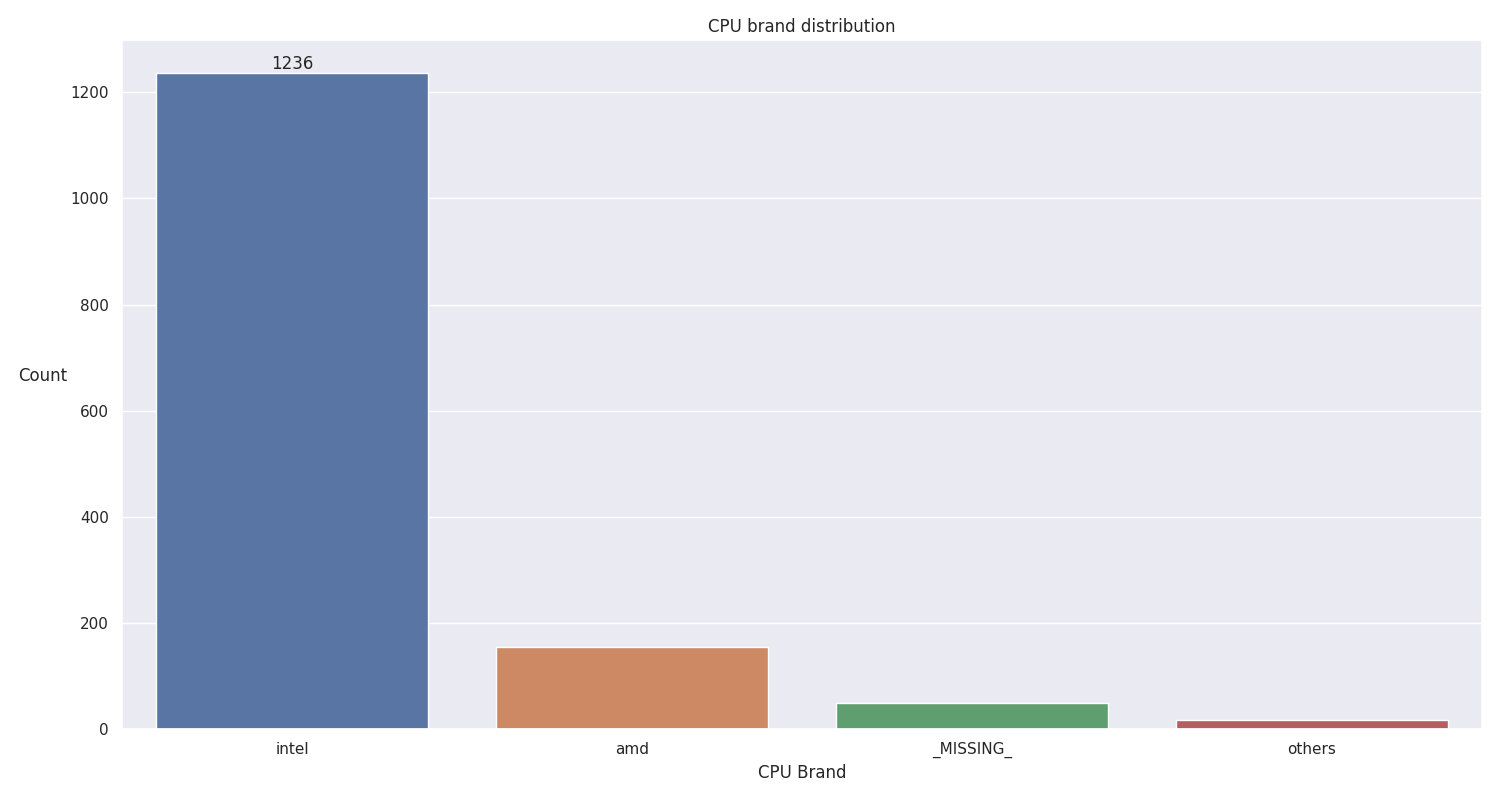 CPU brand distribution
1236
1200
1000
800
600
400
200
0
Count
intel
amd
_MISSING_
others
CPU Brand